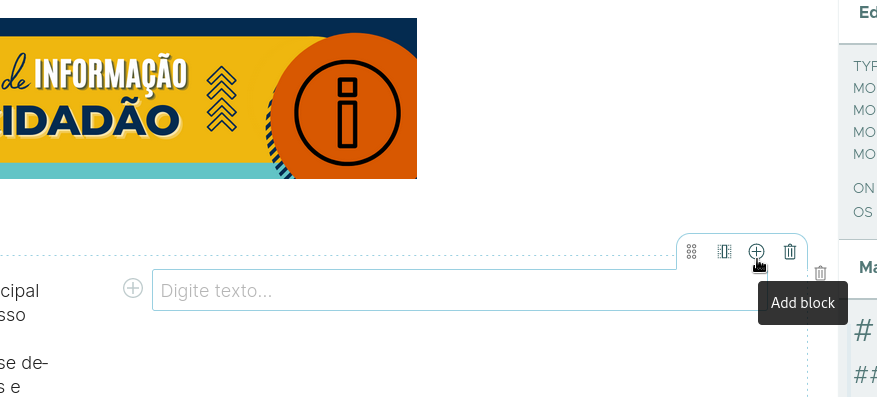 de INFORMAÇÃO
IDADÃO
Ed
TYP
MO
MO
MO
MO
ON
OS
Ma
cipal
sso
se de-
s e
Digite texto...
Add block
#
##